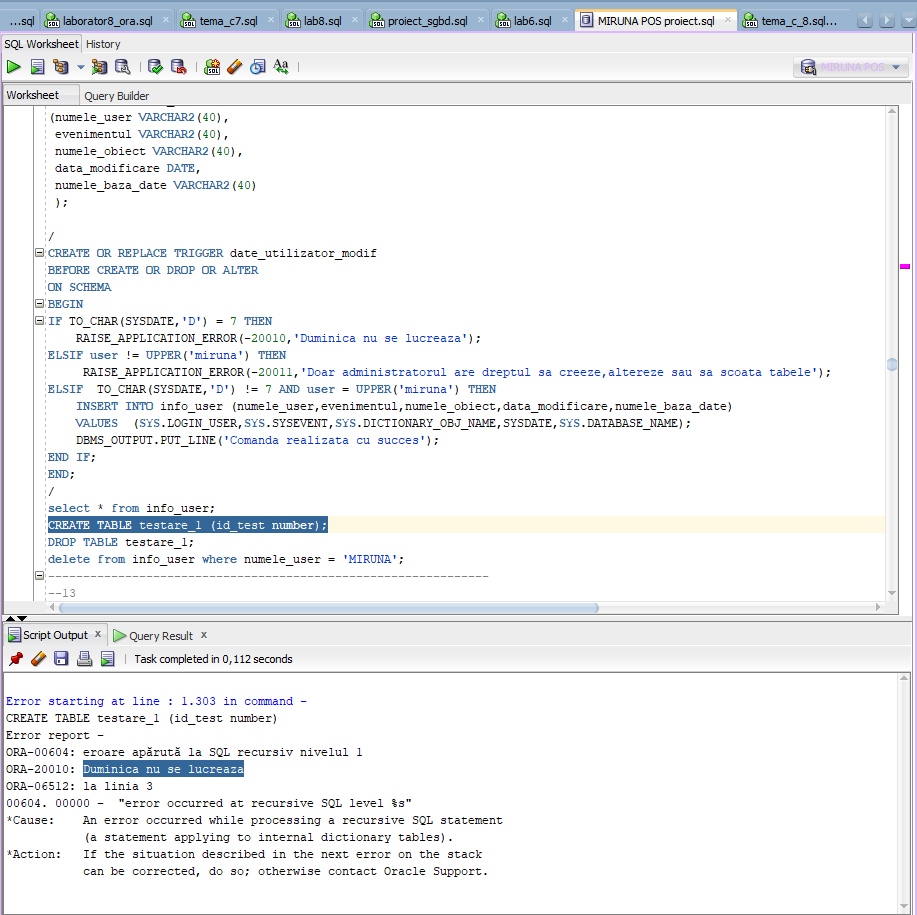 ...sql laborator8_ora.sql tema_c7.sql lab8.sql proiect_sgbd.sql lab6.sql MIRUNA POS proiect.sql tema_c_8.sql...
SQL Worksheet History
MIRUNA POS
Worksheet Query Builder
(numele_user VARCHAR2(40),
evenimentul VARCHAR2(40),
numele_obiect VARCHAR2(40),
data_modificare DATE,
numele_baza_date VARCHAR2(40)
);
/
CREATE OR REPLACE TRIGGER date_utilizator_modif
BEFORE CREATE OR DROP OR ALTER
ON SCHEMA
BEGIN
IF TO_CHAR(SYSDATE,'D') = 7 THEN
RAISE_APPLICATION_ERROR(-20010,'Duminica nu se lucreaza');
ELSIF user != UPPER('miruna') THEN
RAISE_APPLICATION_ERROR(-20011,'Doar administratorul are dreptul sa creeze,altereze sau sa scoata tabele');
ELSIF  TO_CHAR(SYSDATE,'D') != 7 AND user = UPPER('miruna') THEN
INSERT INTO info_user (numele_user,evenimentul,numele_obiect,data_modificare,numele_baza_date)
VALUES  (SYS.LOGIN_USER,SYS.SYSEVENT,SYS.DICTIONARY_OBJ_NAME,SYSDATE,SYS.DATABASE_NAME);
DBMS_OUTPUT.PUT_LINE('Comanda realizata cu succes');
END IF;
END;
/
select * from info_user;
CREATE TABLE testare_1 (id_test number);
DROP TABLE testare_1;
delete from info_user where numele_user = 'MIRUNA';
---------------------------------------------------------------
--13
Script Output Query Result
Task completed in 0,112 seconds
Error starting at line : 1.303 in command -
CREATE TABLE testare_1 (id_test number)
Error report -
ORA-00604: eroare apărută la SQL recursiv nivelul 1
ORA-20010: Duminica nu se lucreaza
ORA-06512: la linia 3
00604. 00000 -  "error occurred at recursive SQL level %s"
*Cause:    An error occurred while processing a recursive SQL statement
(a statement applying to internal dictionary tables).
*Action:   If the situation described in the next error on the stack
can be corrected, do so; otherwise contact Oracle Support.